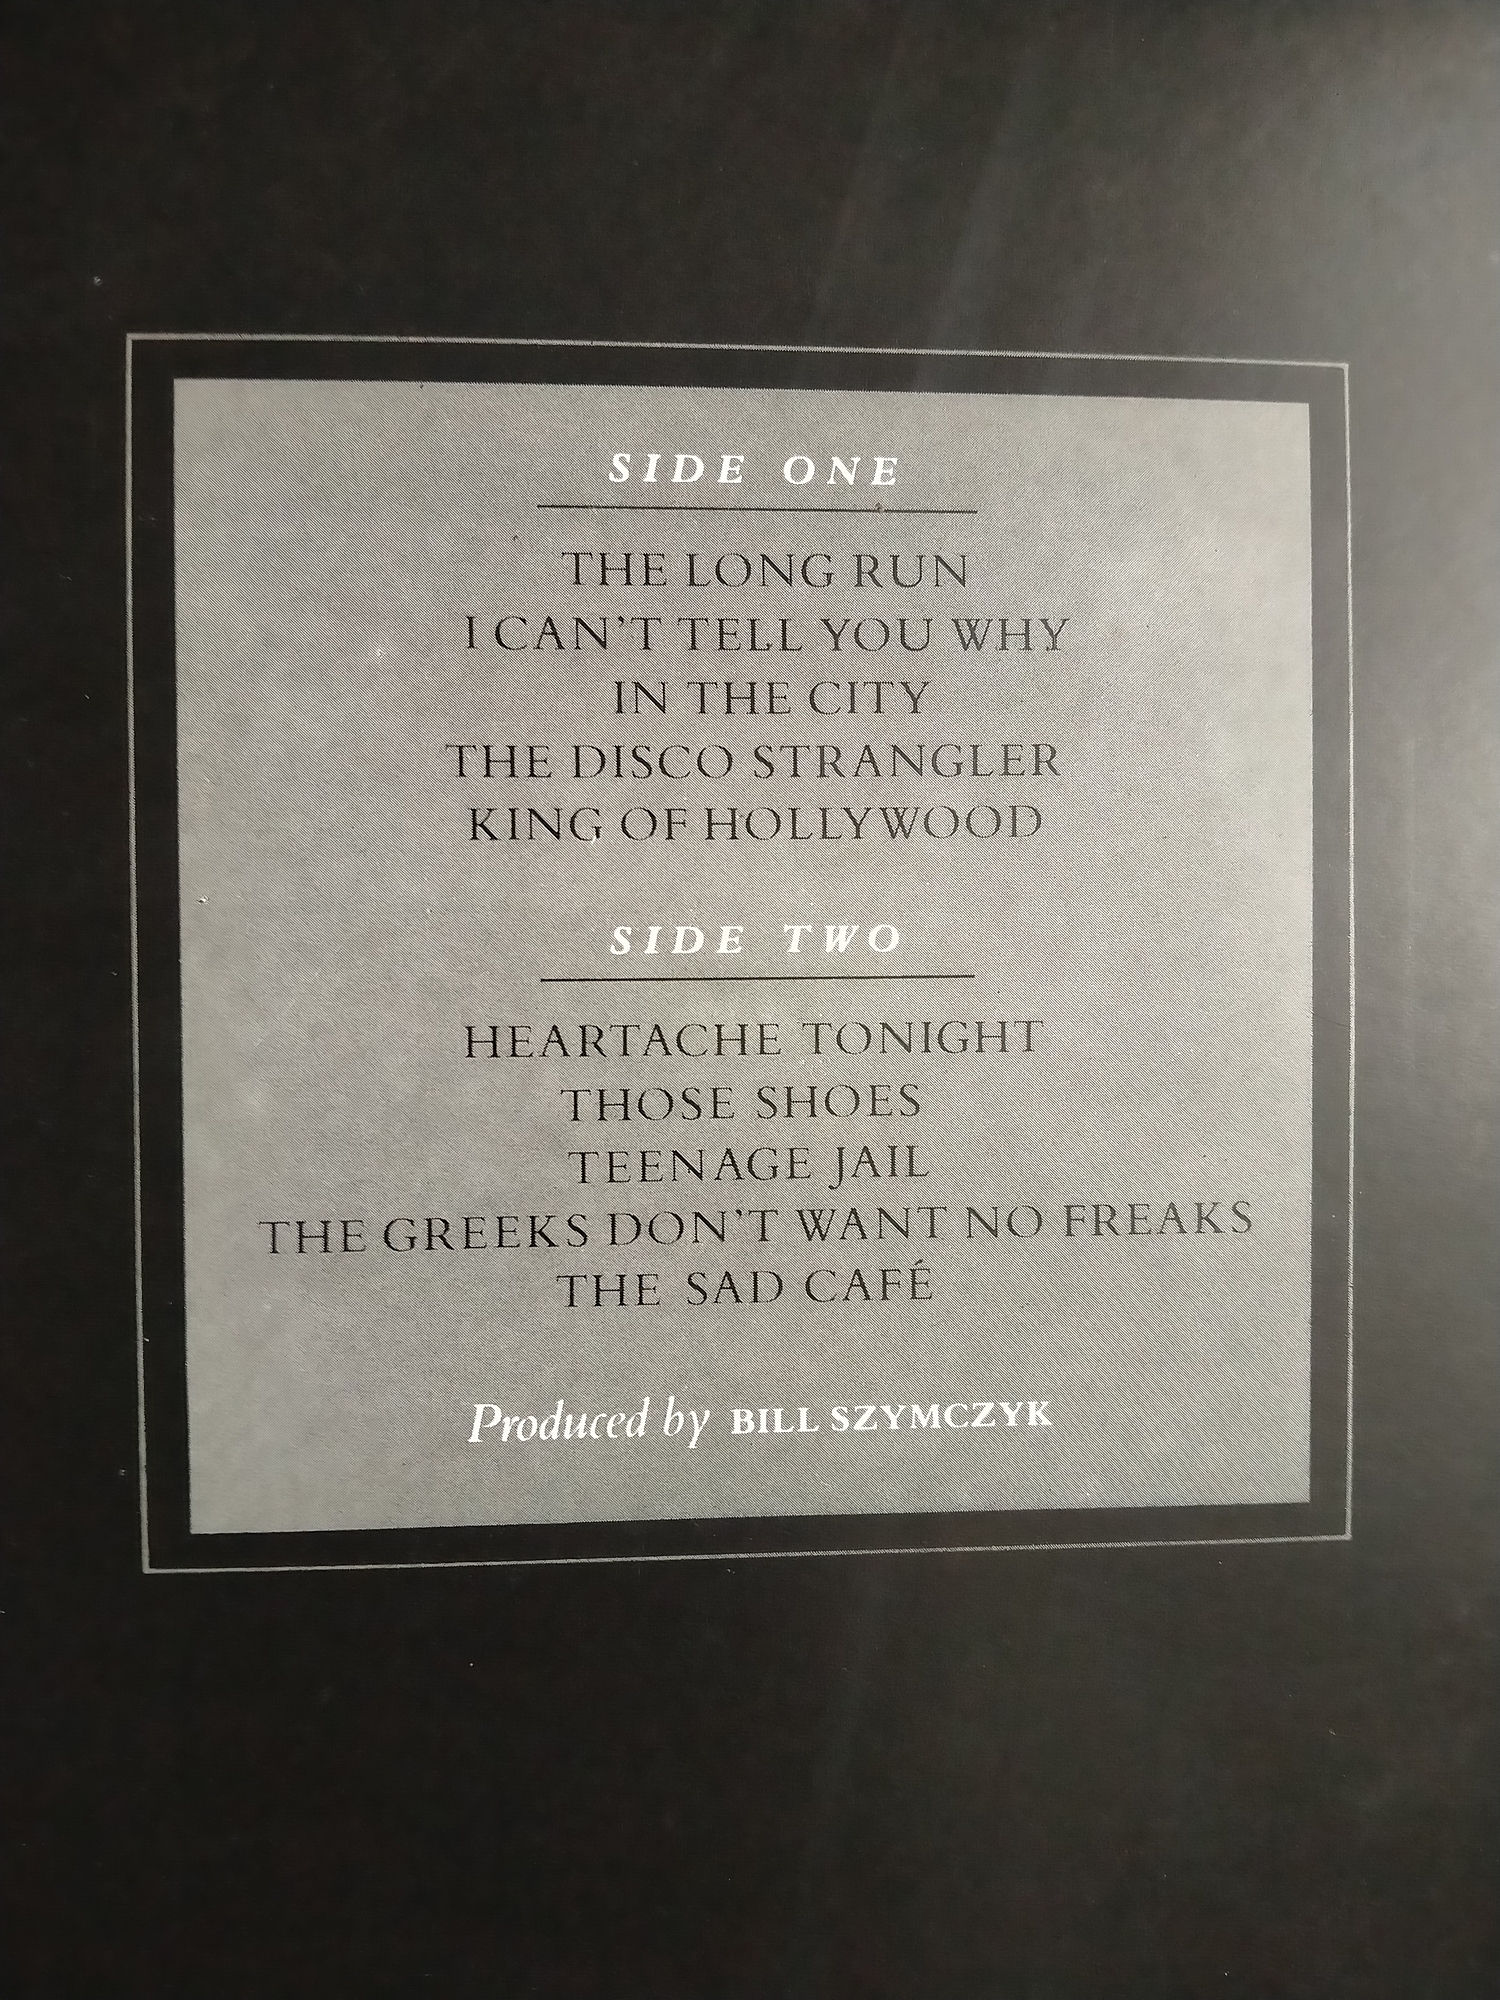 SIDE ONE
THE LONG RUN
I CAN'T TELL YOU WHY
IN THE CITY
THE DISCO STRANGLER
KING OF HOLLYWOOD
SIDE TWO
HEARTACHE TONIGHT
THOSE SHOES
TEENAGE JAIL
THE GREEKS DON'T WANT NO FREAKS
THE SAD CAFÉ
Produced by BILL SZYMCZYK